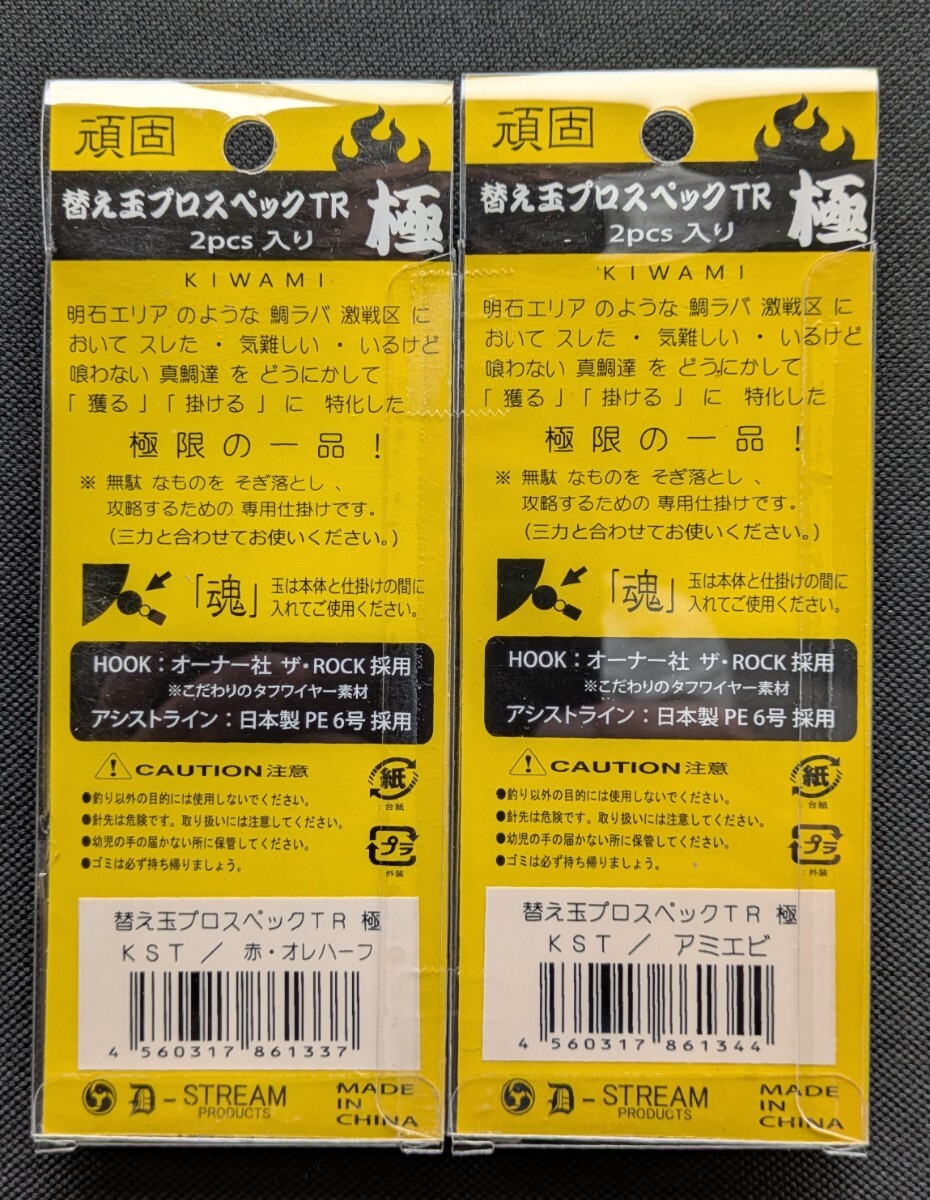 頑固
替え玉プロスペックTR 極
2pcs 入り
KIWAMI
明石エリア のような 鯛ラバ 激戦区 に
おいて スレた ・ 気難しい ・ いるけど
喰わない 真鯛達 を どうにかして
「 獲る 」「 掛ける 」 に 特化した
極限の一品！
※ 無駄 なものを そぎ落とし 、
攻略するための 専用仕掛けです。
(三力と合わせてお使いください。)
「魂」 玉は本体と仕掛けの間に
入れてご使用ください。
HOOK：オーナー社 ザ・ROCK 採用
※こだわりのタフワイヤー素材
アシストライン：日本製 PE 6号 採用
CAUTION 注意
●釣り以外の目的には使用しないでください。
●針先は危険です。取り扱いには注意してください。
●幼児の手の届かない所に保管してください。
●ゴミは必ず持ち帰りましょう。
紙
：台紙
プラ
：外装
替え玉プロスペックTR 極
KST ／ 赤・オレハーフ
4 560317 861337
D-STREAM
PRODUCTS
MADE
IN
CHINA
頑固
替え玉プロスペックTR 極
2pcs 入り
KIWAMI
明石エリア のような 鯛ラバ 激戦区 に
おいて スレた ・ 気難しい ・ いるけど
喰わない 真鯛達 を どうにかして
「 獲る 」「 掛ける 」 に 特化した
極限の一品！
※ 無駄 なものを そぎ落とし 、
攻略するための 専用仕掛けです。
(三力と合わせてお使いください。)
「魂」 玉は本体と仕掛けの間に
入れてご使用ください。
HOOK：オーナー社 ザ・ROCK 採用
※こだわりのタフワイヤー素材
アシストライン：日本製 PE 6号 採用
CAUTION 注意
●釣り以外の目的には使用しないでください。
●針先は危険です。取り扱いには注意してください。
●幼児の手の届かない所に保管してください。
●ゴミは必ず持ち帰りましょう。
紙
：台紙
プラ
：外装
替え玉プロスペックTR 極
KST ／ アミエビ
4 560317 861344
D-STREAM
PRODUCTS
MADE
IN
CHINA